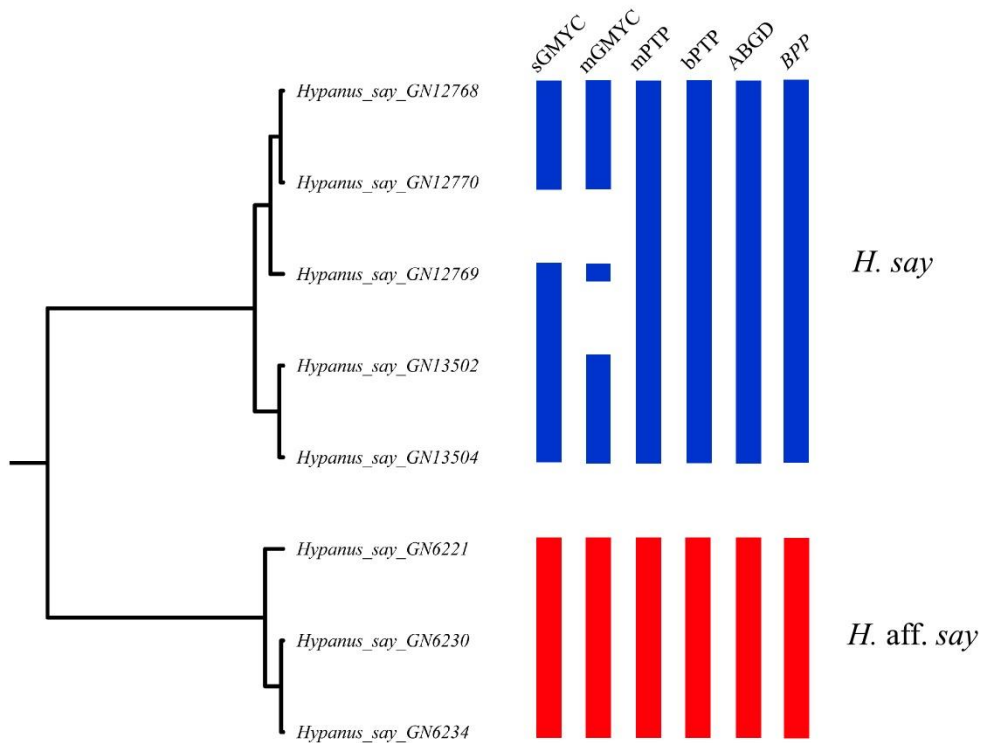 sGMYC
mGMYC
mPTP
bPTP
ABGD
BPP
Hypanus_say_GN12768
Hypanus_say_GN12770
Hypanus_say_GN12769
H. say
Hypanus_say_GN13502
Hypanus_say_GN13504
Hypanus_say_GN6221
Hypanus_say_GN6230
H. aff. say
Hypanus_say_GN6234